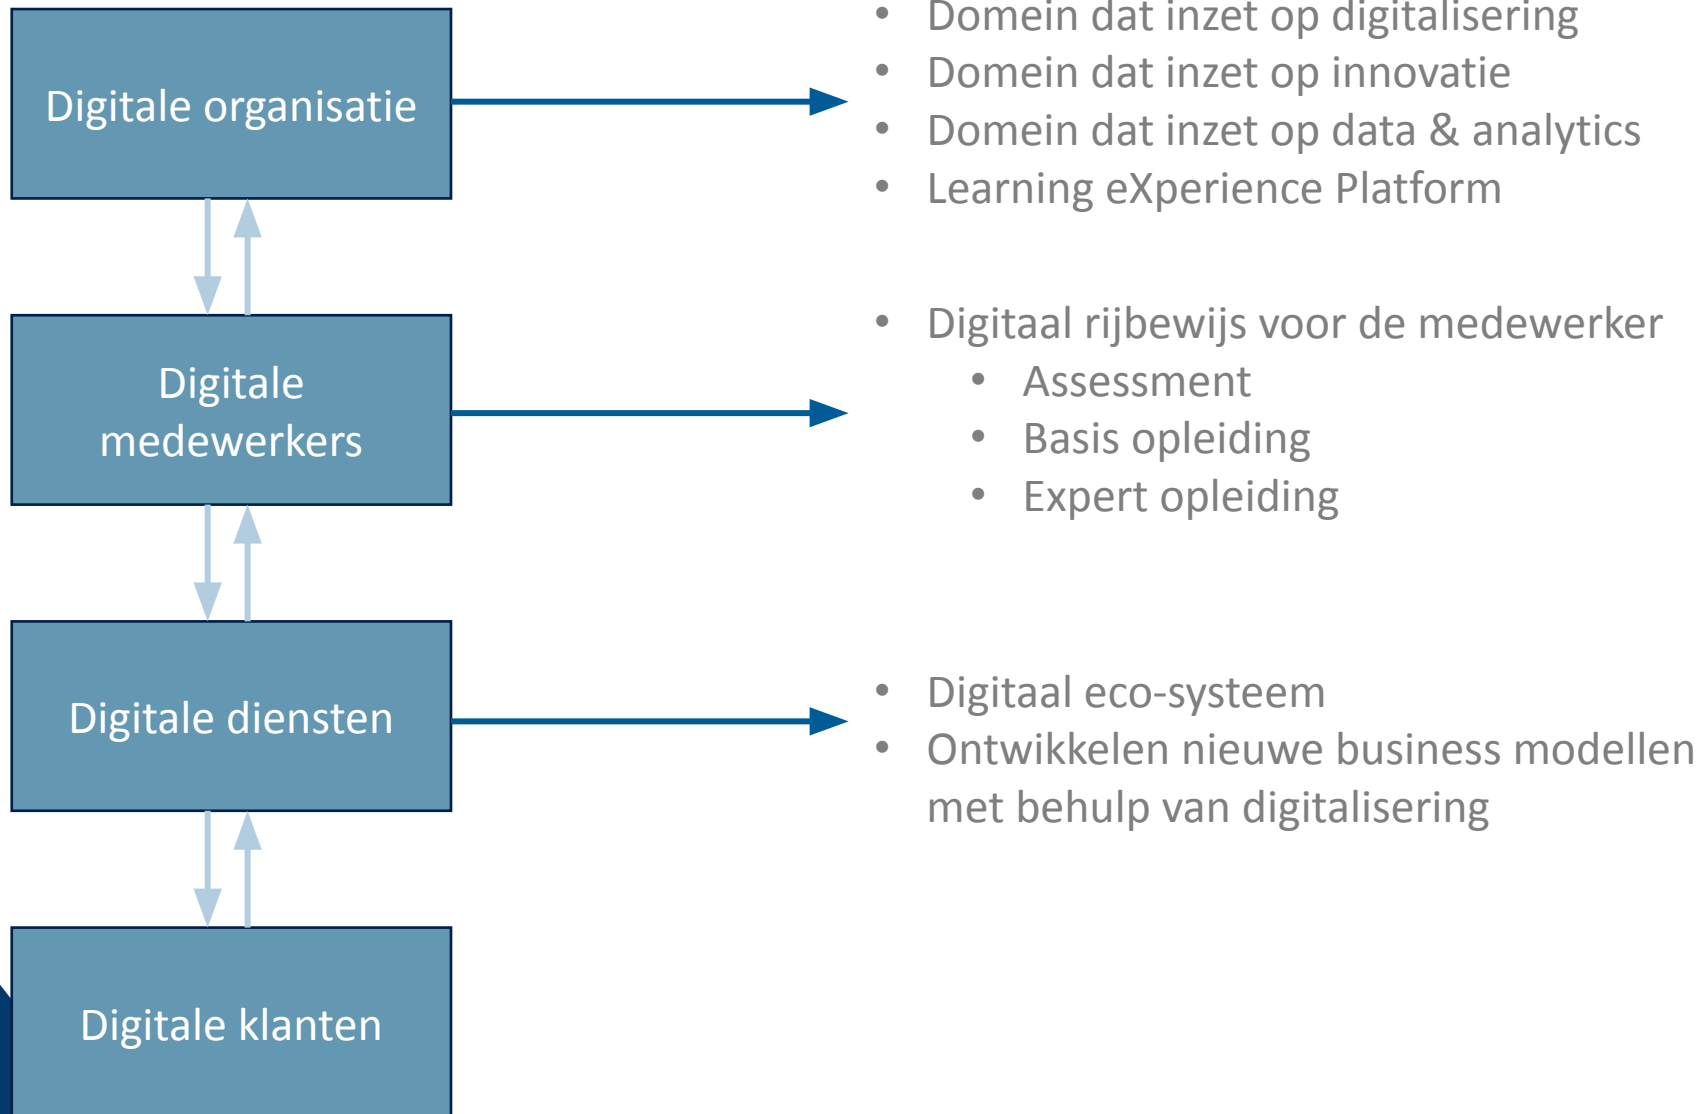 Digitale organisatie
• Domein dat inzet op digitalisering
• Domein dat inzet op innovatie
• Domein dat inzet op data & analytics
• Learning eXperience Platform
Digitale
medewerkers
• Digitaal rijbewijs voor de medewerker
• Assessment
• Basis opleiding
• Expert opleiding
Digitale diensten
• Digitaal eco-systeem
• Ontwikkelen nieuwe business modellen
met behulp van digitalisering
Digitale klanten